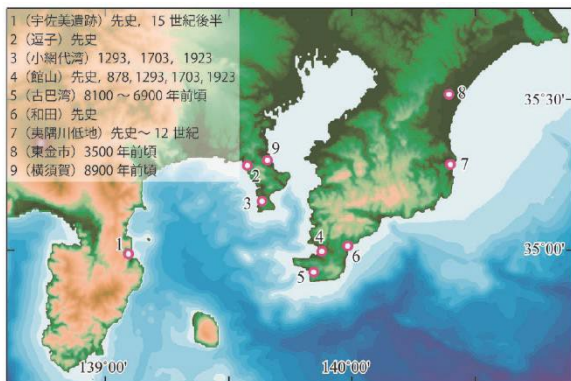 1（宇佐美遺跡）先史，15 世紀後半
2（逗子）先史
3（小網代湾）1293，1703，1923
4（館山）先史，878，1293，1703，1923
5（古巴湾）8100 〜 6900 年前頃
6（和田）先史
7（夷隅川低地）先史〜 12 世紀
8（東金市）3500 年前頃
9（横須賀）8900 年前頃
8
35°30'
9
2
7
3
1
4
6
35°00'
5
139°00'
140°00'